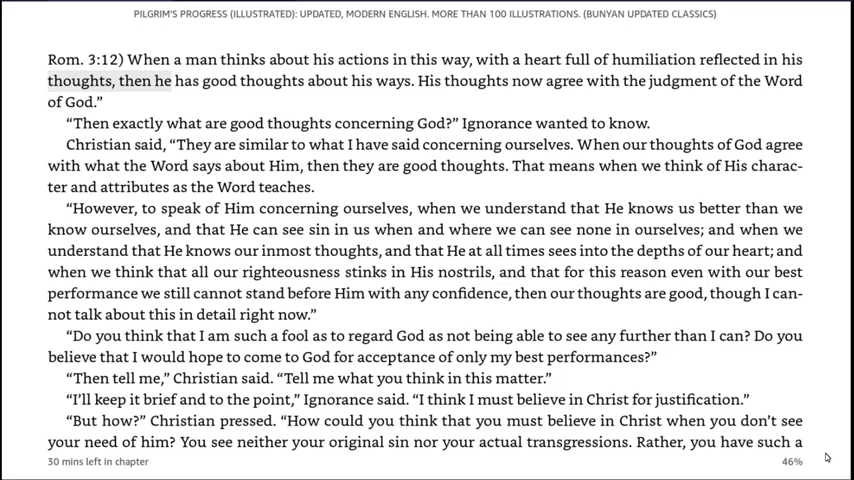 PILGRIM'S PROGRESS (ILLUSTRATED): UPDATED, MODERN ENGLISH. MORE THAN 100 ILLUSTRATIONS. (BUNYAN UPDATED CLASSICS)
Rom. 3:12) When a man thinks about his actions in this way, with a heart full of humiliation reflected in his
thoughts, then he has good thoughts about his ways. His thoughts now agree with the judgment of the Word
of God.”
“Then exactly what are good thoughts concerning God?” Ignorance wanted to know.
Christian said, “They are similar to what I have said concerning ourselves. When our thoughts of God agree
with what the Word says about Him, then they are good thoughts. That means when we think of His charac-
ter and attributes as the Word teaches.
“However, to speak of Him concerning ourselves, when we understand that He knows us better than we
know ourselves, and that He can see sin in us when and where we can see none in ourselves; and when we
understand that He knows our inmost thoughts, and that He at all times sees into the depths of our heart; and
when we think that all our righteousness stinks in His nostrils, and that for this reason even with our best
performance we still cannot stand before Him with any confidence, then our thoughts are good, though I can-
not talk about this in detail right now.”
“Do you think that I am such a fool as to regard God as not being able to see any further than I can? Do you
believe that I would hope to come to God for acceptance of only my best performances?”
“Then tell me,” Christian said. “Tell me what you think in this matter.”
“I’ll keep it brief and to the point,” Ignorance said. “I think I must believe in Christ for justification.”
“But how?” Christian pressed. “How could you think that you must believe in Christ when you don’t see
your need of him? You see neither your original sin nor your actual transgressions. Rather, you have such a
30 mins left in chapter
46%